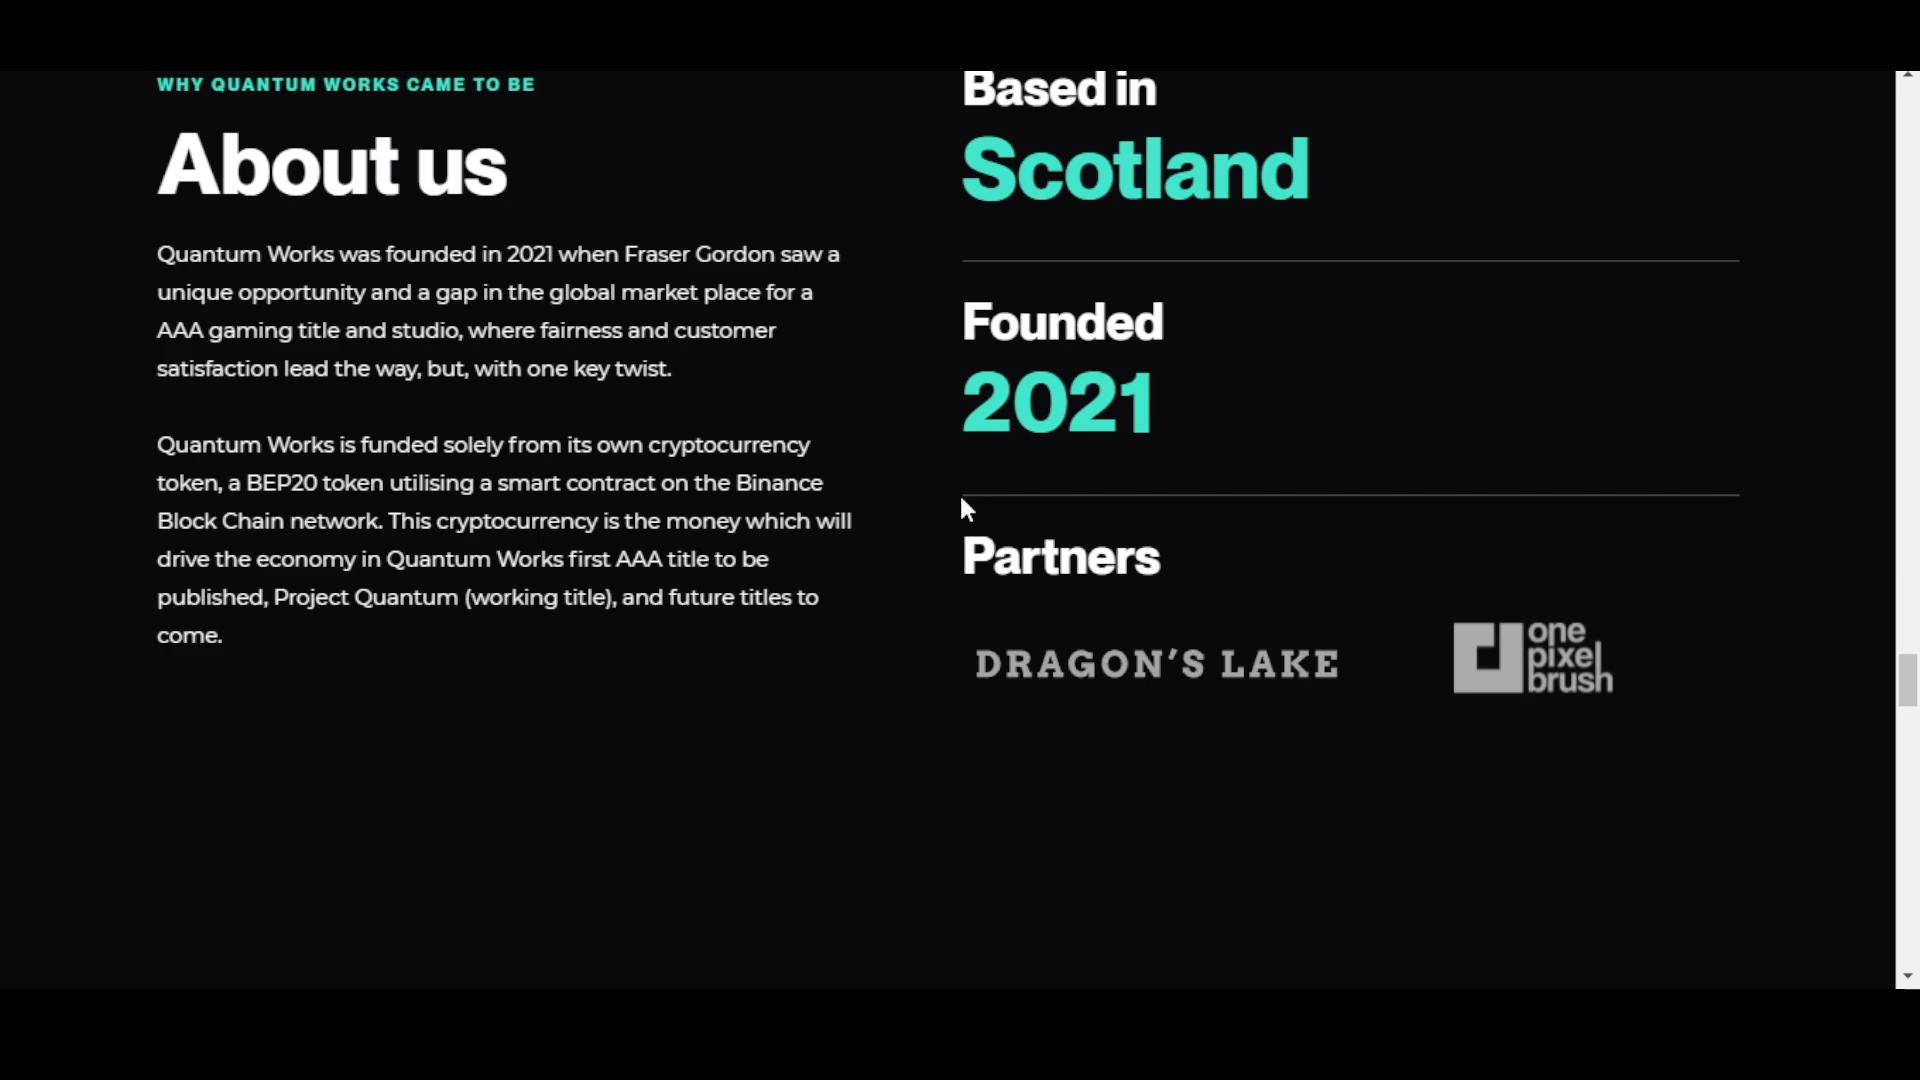 WHY QUANTUM WORKS CAME TO BE
About us
Quantum Works was founded in 2021 when Fraser Gordon saw a
unique opportunity and a gap in the global market place for a
AAA gaming title and studio, where fairness and customer
satisfaction lead the way, but, with one key twist.
Quantum Works is funded solely from its own cryptocurrency
token, a BEP20 token utilising a smart contract on the Binance
Block Chain network. This cryptocurrency is the money which will
drive the economy in Quantum Works first AAA title to be
published, Project Quantum (working title), and future titles to
come.
Based in
Scotland
Founded
2021
Partners
DRAGON'S LAKE
one
pixel
brush